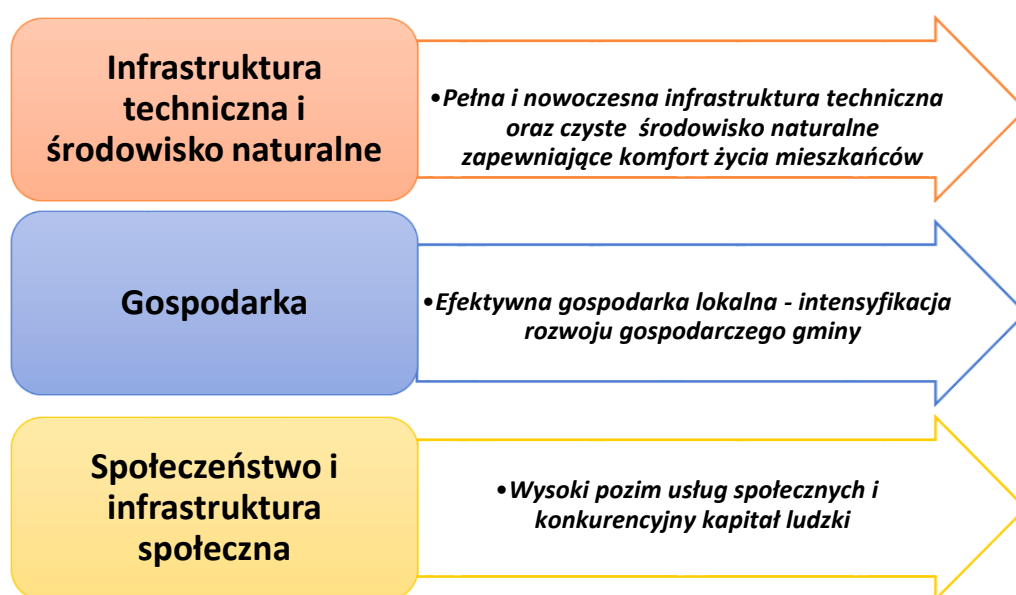 Infrastruktura
techniczna i
środowisko naturalne
•Pełna i nowoczesna infrastruktura techniczna
oraz czyste środowisko naturalne
zapewniające komfort życia mieszkańców
Gospodarka
•Efektywna gospodarka lokalna - intensyfikacja
rozwoju gospodarczego gminy
Społeczeństwo i
infrastruktura
społeczna
•Wysoki pozim usług społecznych i
konkurencyjny kapitał ludzki